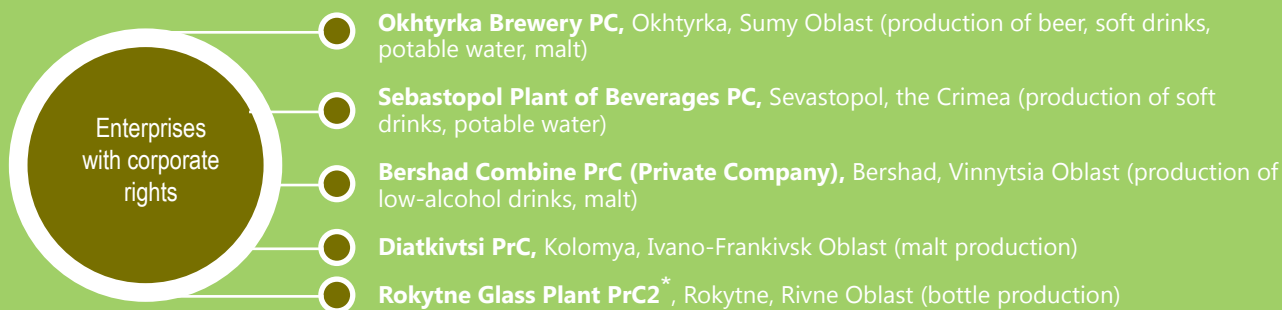 Enterprises
with corporate
rights
Okhtyrka Brewery PC, Okhtyrka, Sumy Oblast (production of beer, soft drinks,
potable water, malt)
Sebastopol Plant of Beverages PC, Sevastopol, the Crimea (production of soft
drinks, potable water)
Bershad Combine PrC (Private Company), Bershad, Vinnytsia Oblast (production of
low-alcohol drinks, malt)
Diatkivtsi PrC, Kolomya, Ivano-Frankivsk Oblast (malt production)
Rokytne Glass Plant PrC2*, Rokytne, Rivne Oblast (bottle production)